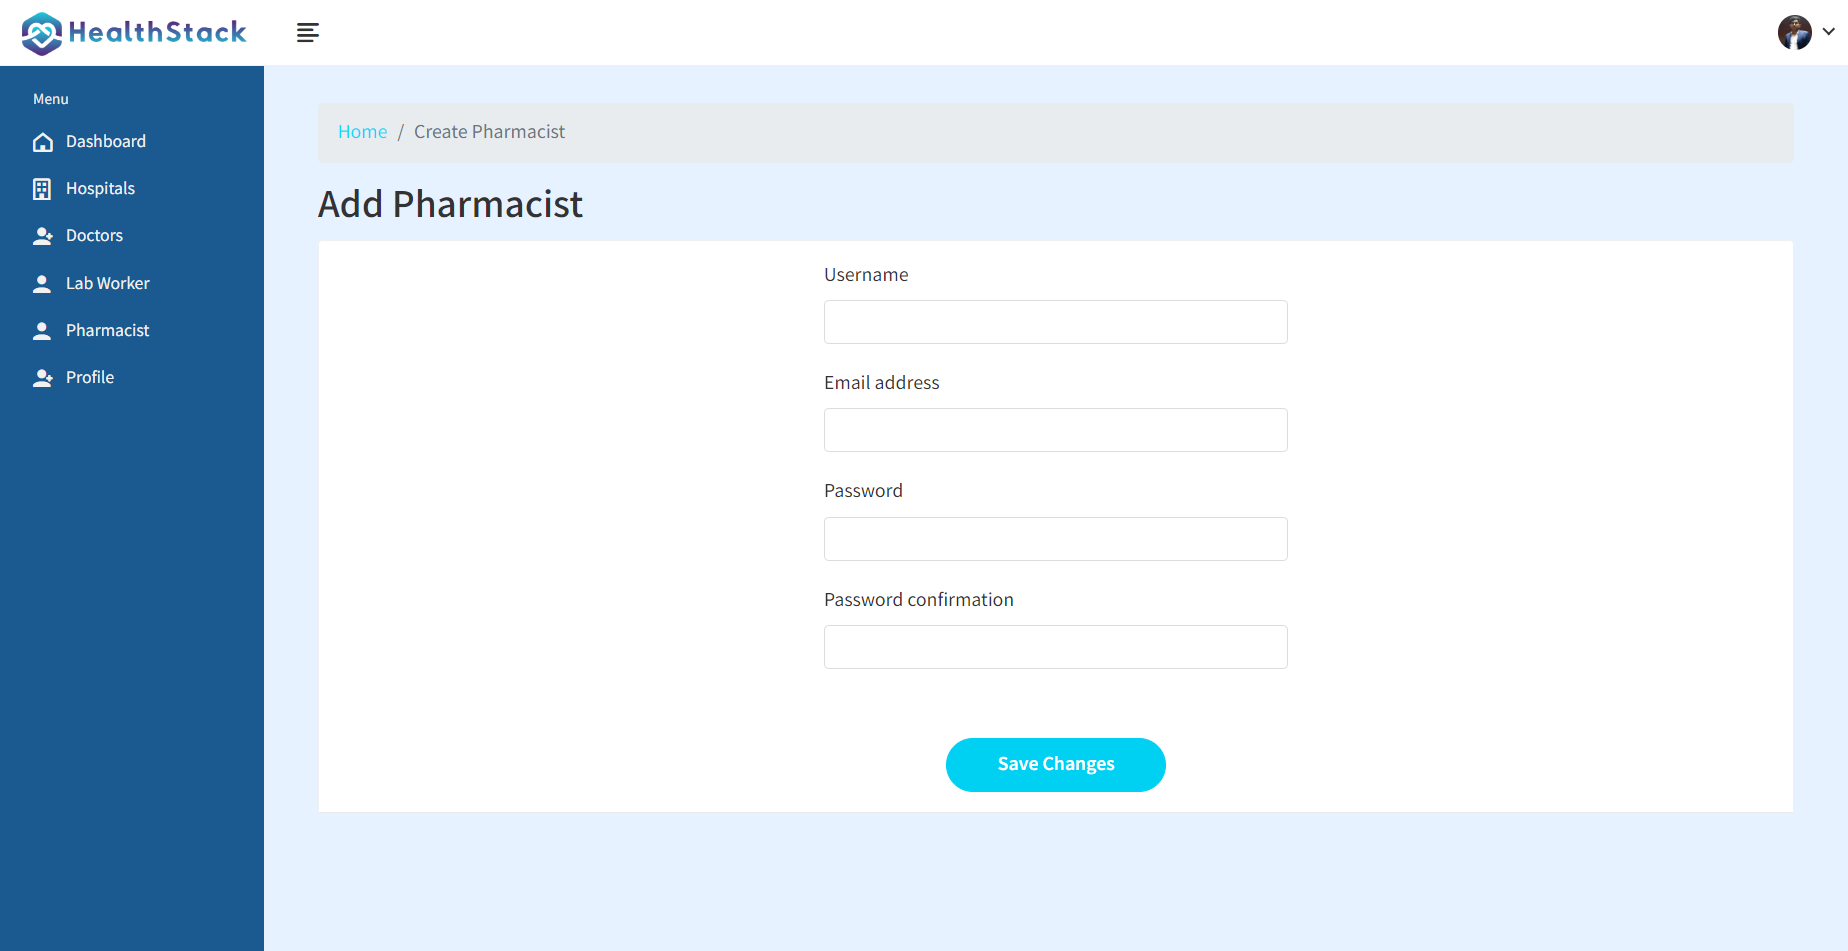 HealthStack
Menu
Dashboard
Hospitals
Doctors
Lab Worker
Pharmacist
Profile
Home / Create Pharmacist
Add Pharmacist
Username
Email address
Password
Password confirmation
Save Changes